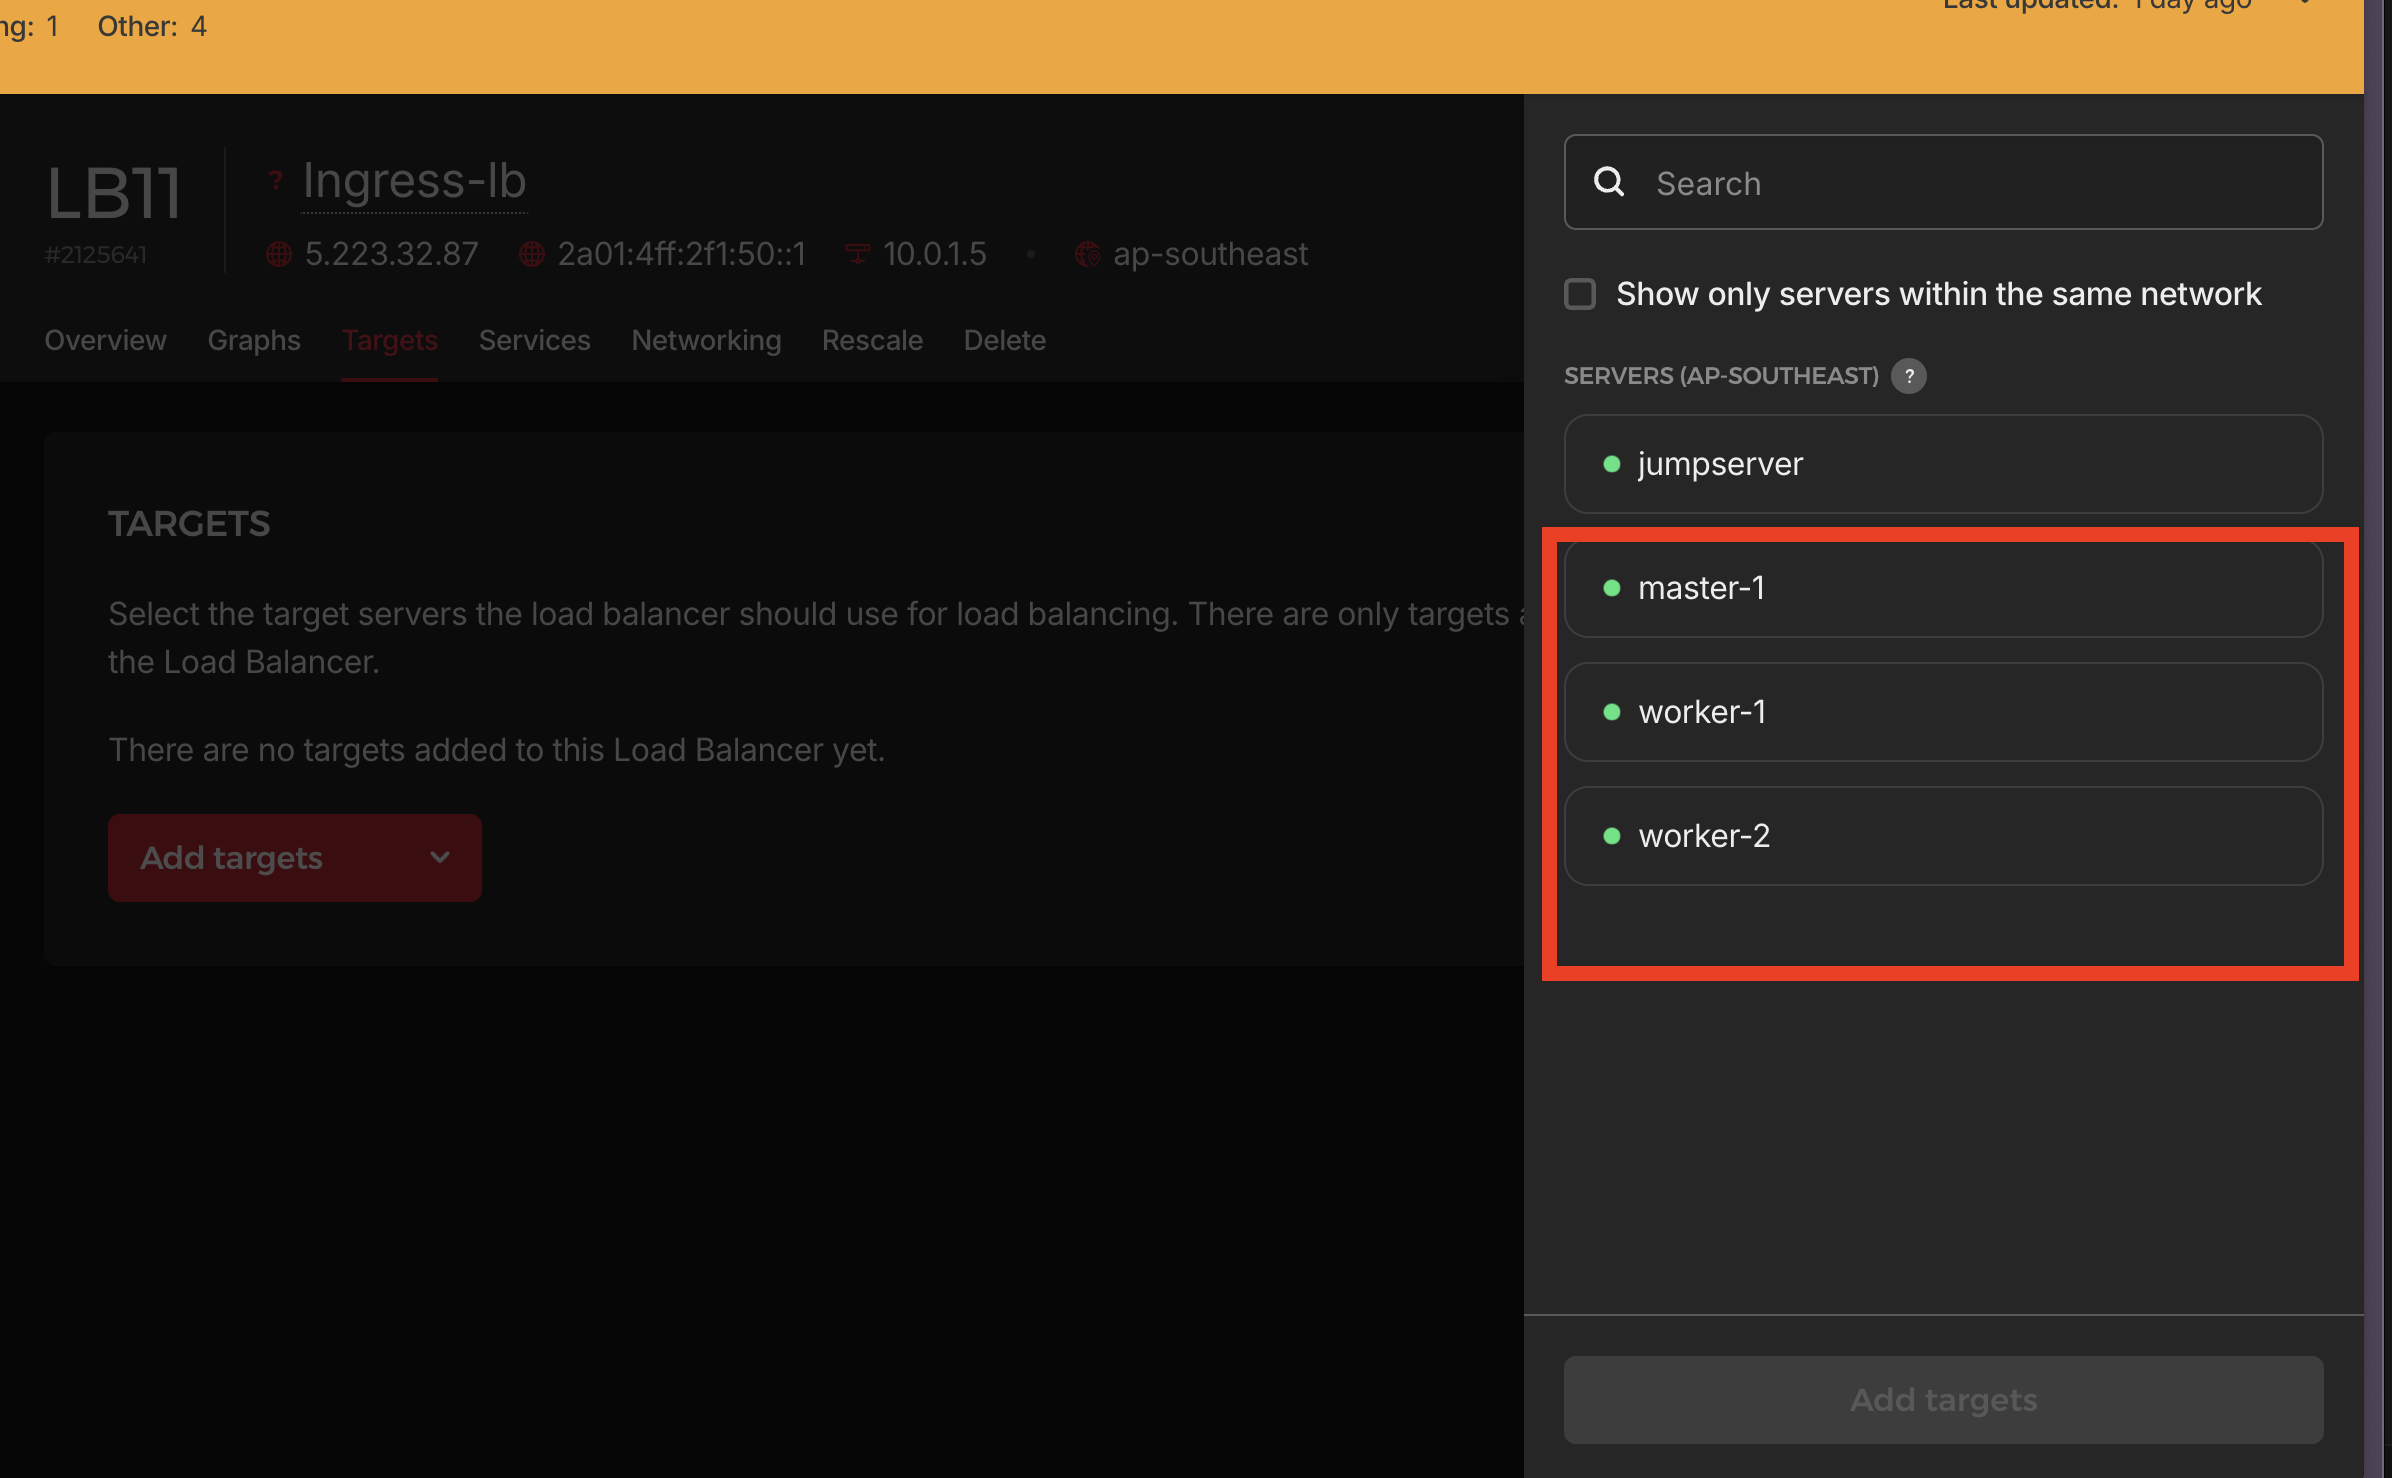 ng: 1 Other: 4
Last updated: 1 day ago
LB11
#2125641
? Ingress-lb
5.223.32.87 2a01:4ff:2f1:50::1 10.0.1.5 • ap-southeast
Overview Graphs Targets Services Networking Rescale Delete
TARGETS
Select the target servers the load balancer should use for load balancing. There are only targets a
the Load Balancer.
There are no targets added to this Load Balancer yet.
Add targets
Search
Show only servers within the same network
SERVERS (AP-SOUTHEAST) ?
jumpserver
master-1
worker-1
worker-2
Add targets